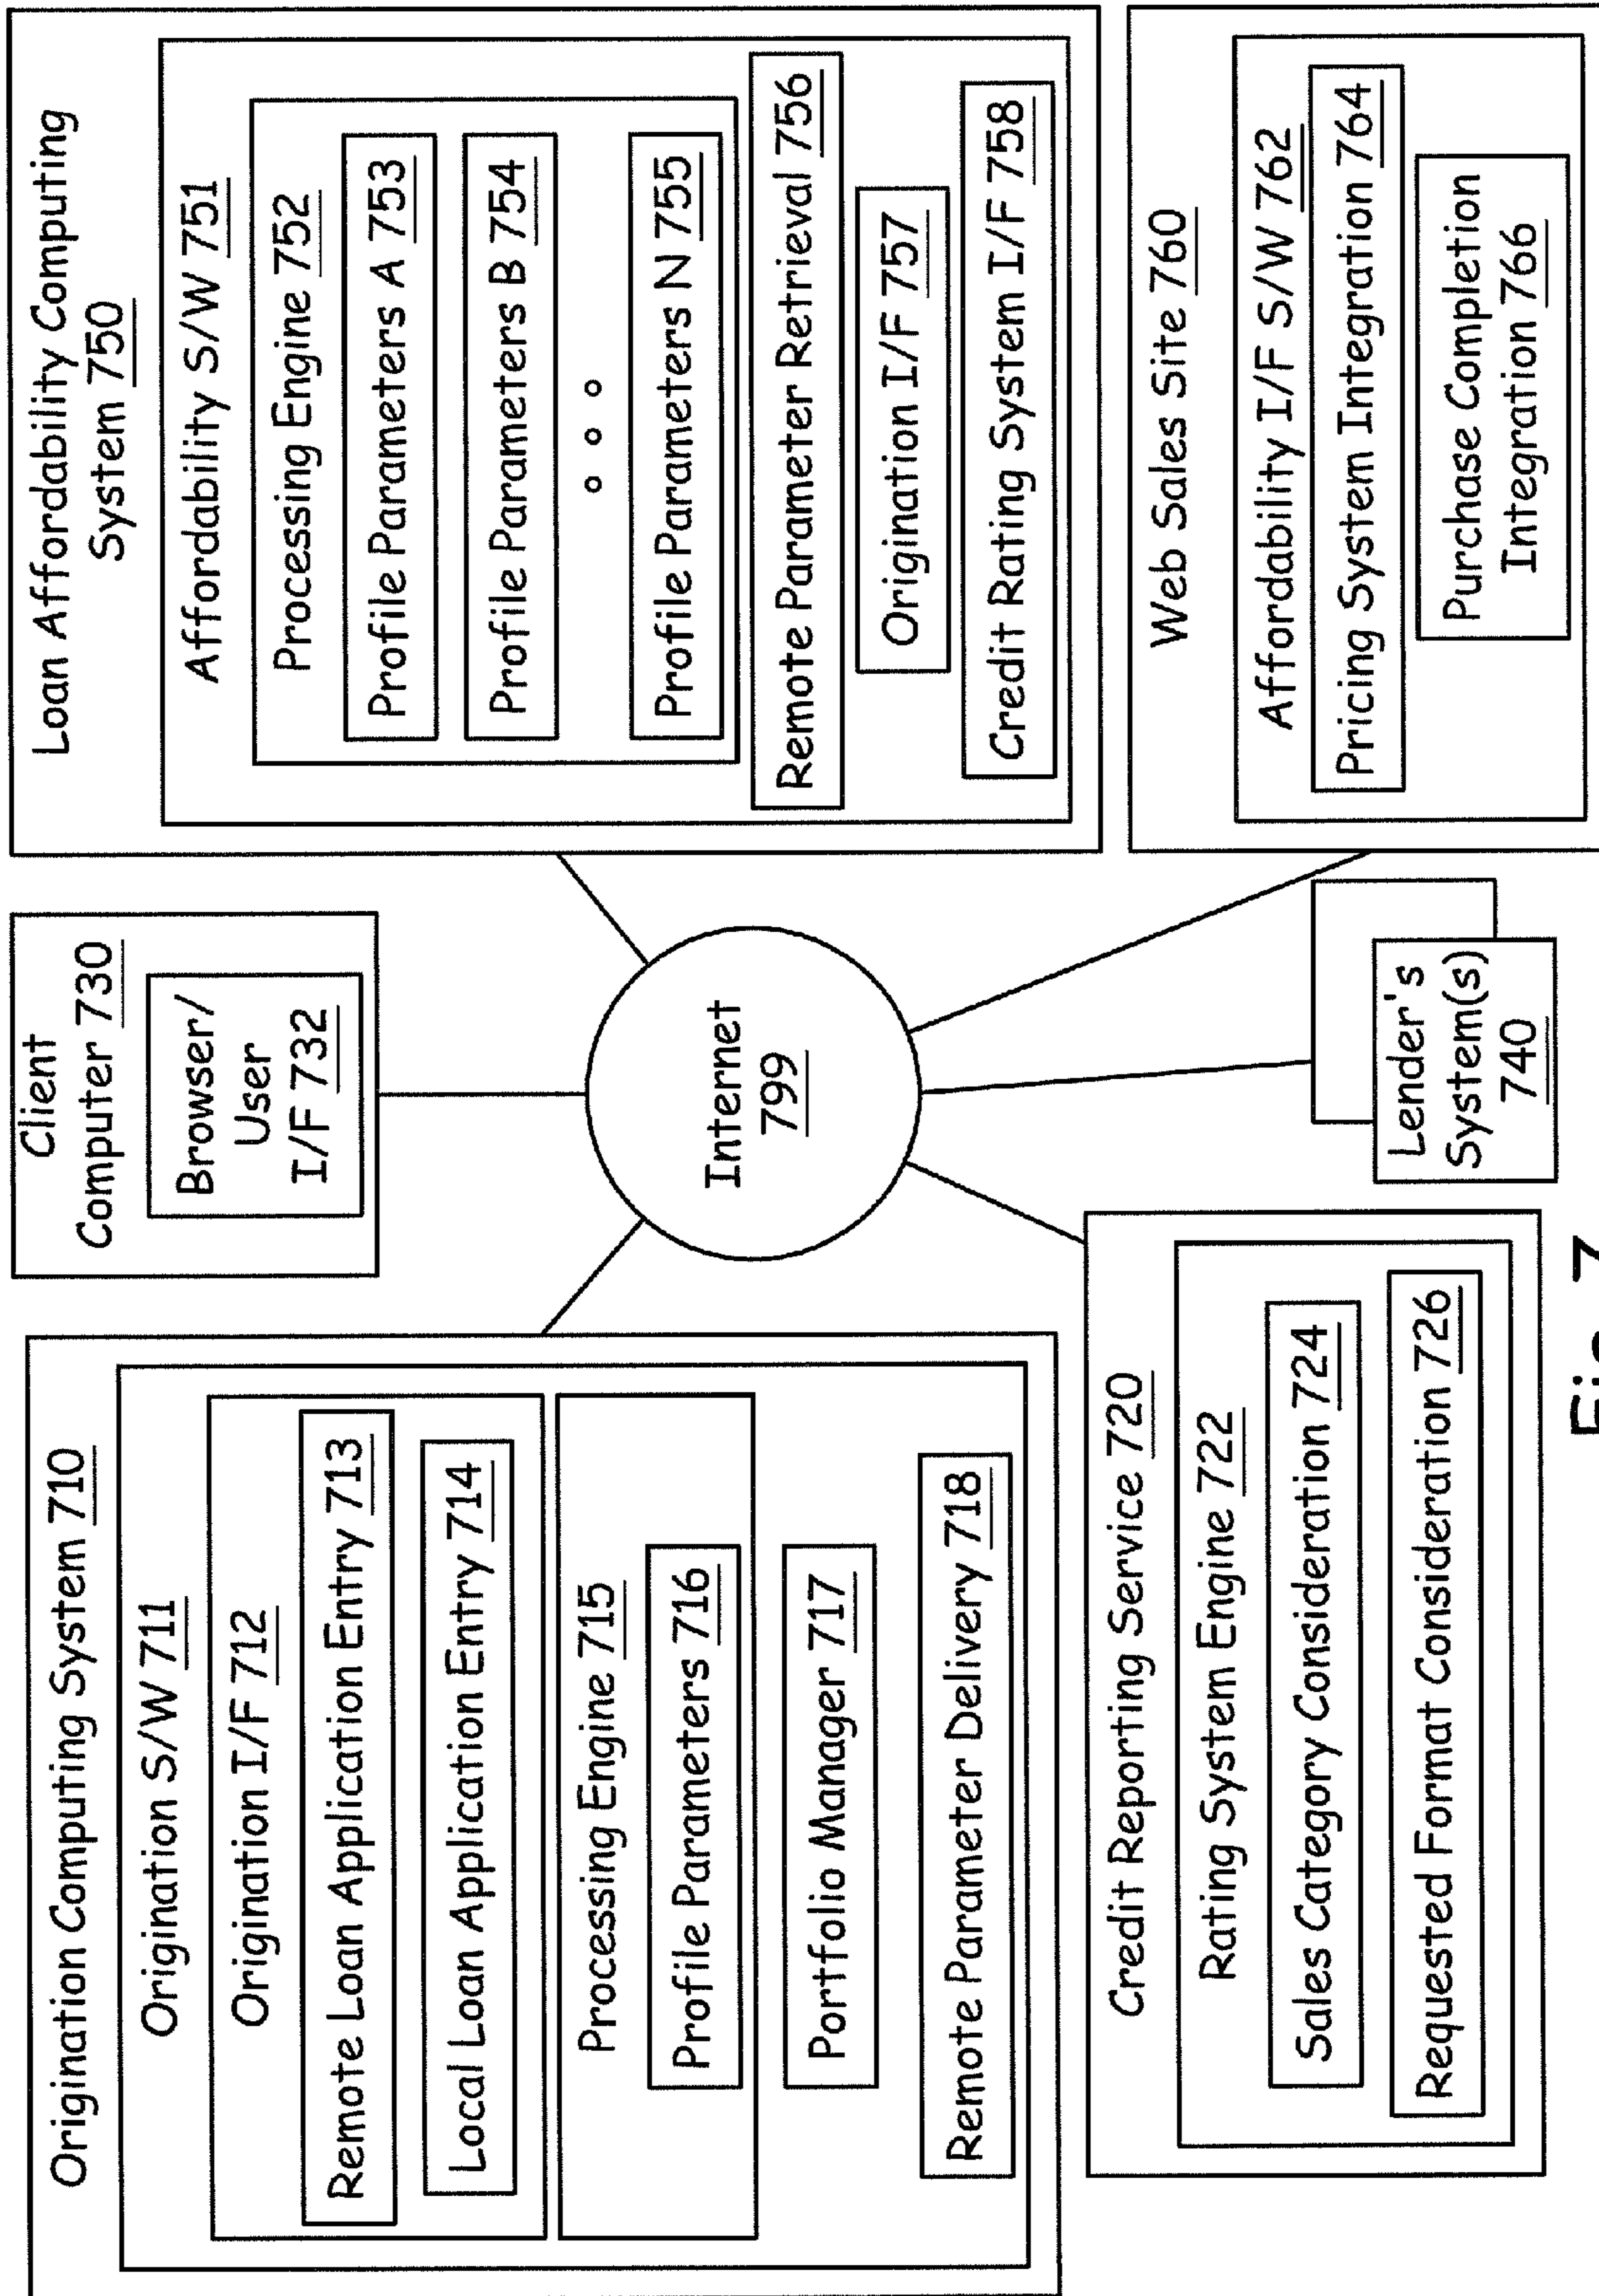 Origination Computing System 710
Origination S/W 711
Origination I/F 712
Remote Loan Application Entry 713
Local Loan Application Entry 714
Processing Engine 715
Profile Parameters 716
Portfolio Manager 717
Remote Parameter Delivery 718
Credit Reporting Service 720
Rating System Engine 722
Sales Category Consideration 724
Requested Format Consideration 726
Client
Computer 730
Browser/
User
I/F 732
Internet
799
Lender's
System(s)
740
Loan Affordability Computing
System 750
Affordability S/W 751
Processing Engine 752
Profile Parameters A 753
Profile Parameters B 754
Profile Parameters N 755
Remote Parameter Retrieval 756
Origination I/F 757
Credit Rating System I/F 758
Web Sales Site 760
Affordability I/F S/W 762
Pricing System Integration 764
Purchase Completion
Integration 766